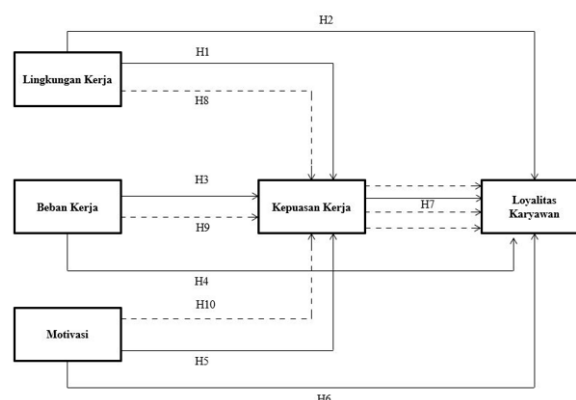 H2
H1
Lingkungan Kerja
H8
H3
Beban Kerja
Kepuasan Kerja
H7
Loyalitas
Karyawan
H9
H4
H10
Motivasi
H5
H6